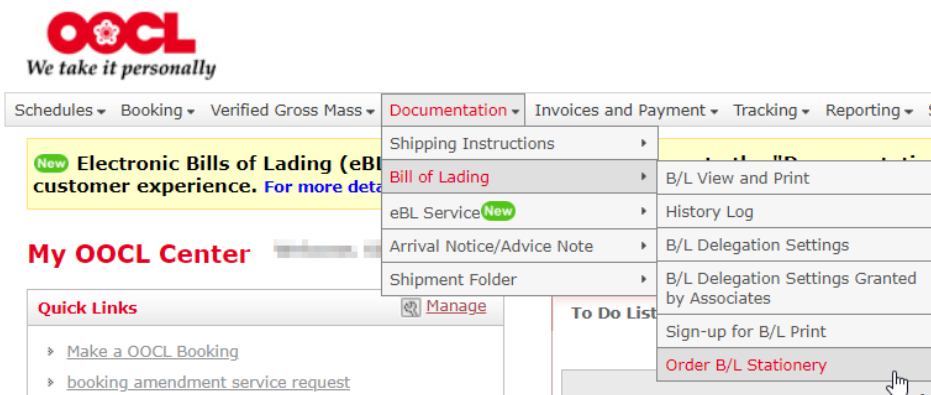 OOCL
We take it personally
Schedules Booking Verified Gross Mass Documentation Invoices and Payment Tracking Reporting
Shipping Instructions
New Electronic Bills of Lading (eBL
Bill of Lading
B/L View and Print
customer experience. For more deta
eBL Service New
History Log
My OOCL Center
Arrival Notice/Advice Note
B/L Delegation Settings
Shipment Folder
B/L Delegation Settings Granted
by Associates
Quick Links
Manage
To Do List
Sign-up for B/L Print
Make a OOCL Booking
Order B/L Stationery
booking amendment service request